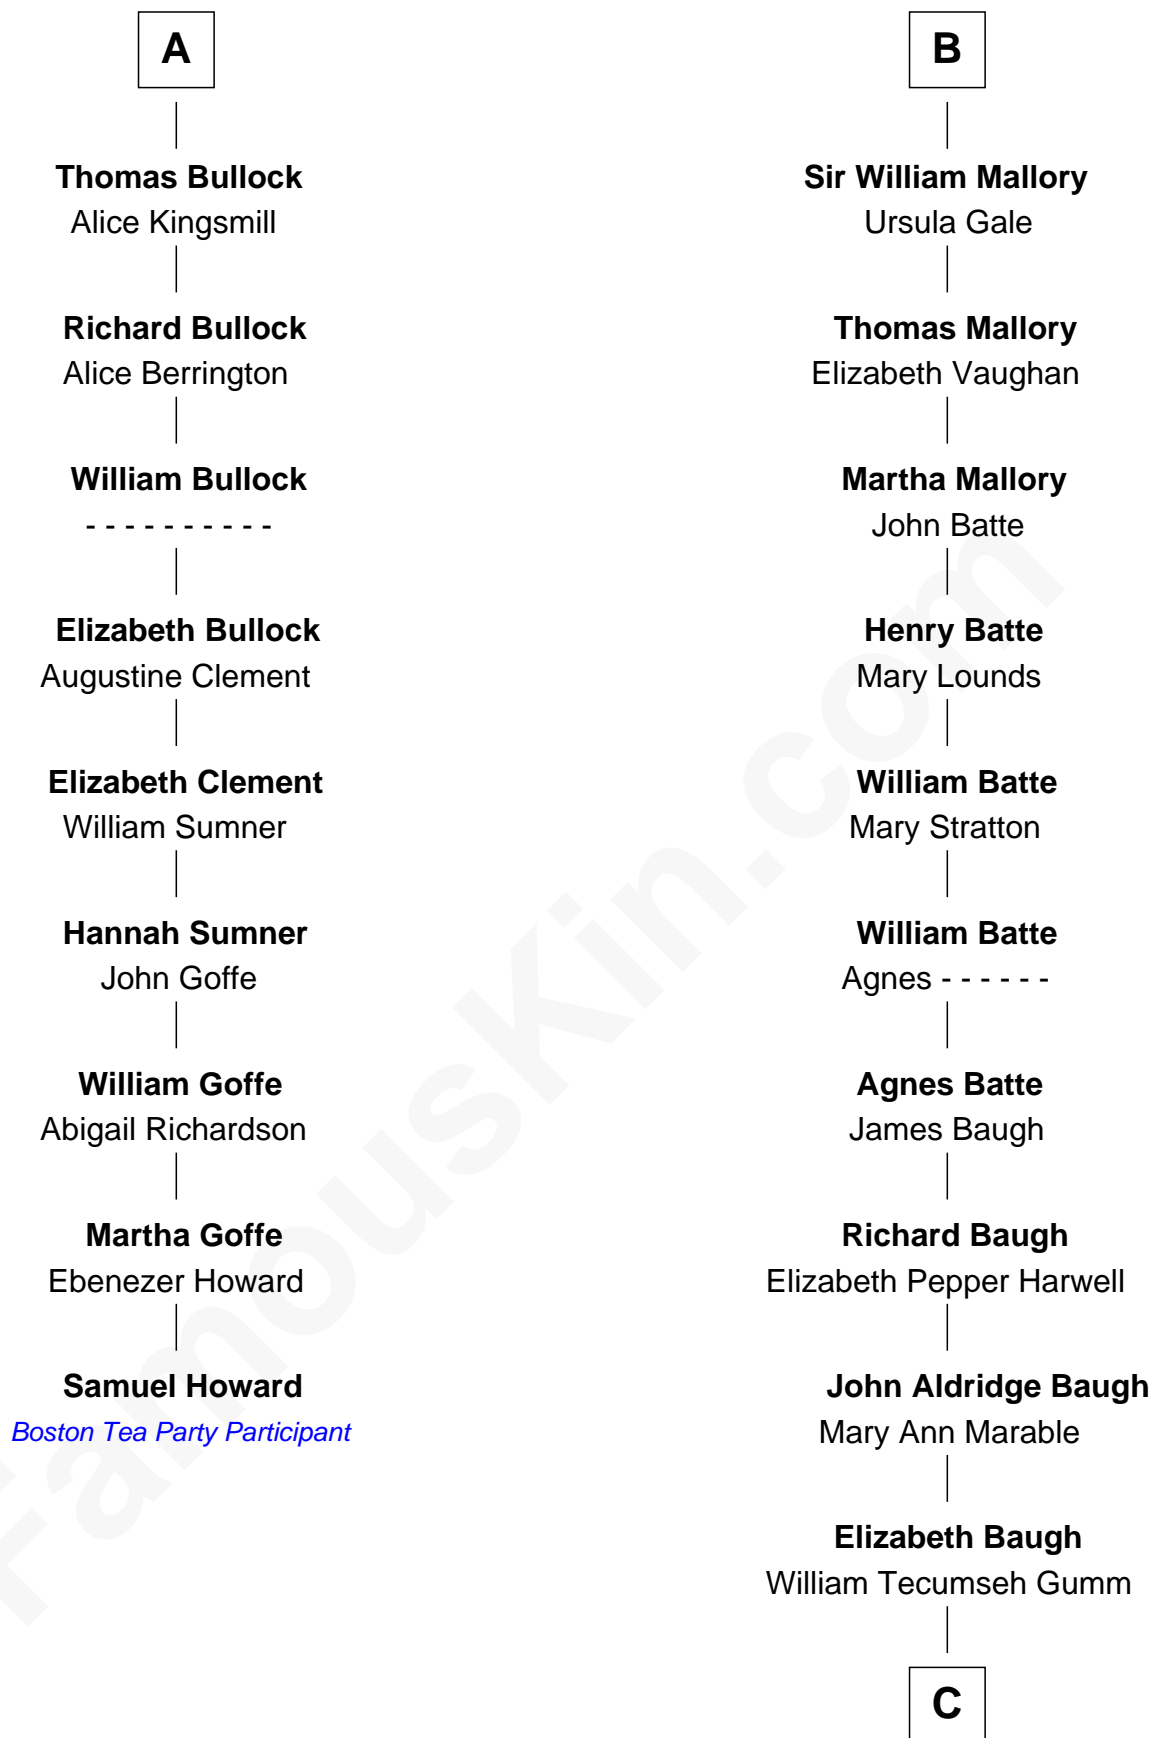 A
Thomas Bullock
Alice Kingsmill
Richard Bullock
Alice Berrington
William Bullock
- - - - - - - - - -
Elizabeth Bullock
Augustine Clement
Elizabeth Clement
William Sumner
Hannah Sumner
John Goffe
William Goffe
Abigail Richardson
Martha Goffe
Ebenezer Howard
Samuel Howard
Boston Tea Party Participant
B
Sir William Mallory
Ursula Gale
Thomas Mallory
Elizabeth Vaughan
Martha Mallory
John Batte
Henry Batte
Mary Lounds
William Batte
Mary Stratton
William Batte
Agnes - - - - - -
Agnes Batte
James Baugh
Richard Baugh
Elizabeth Pepper Harwell
John Aldridge Baugh
Mary Ann Marable
Elizabeth Baugh
William Tecumseh Gumm
C
FamousKin.com